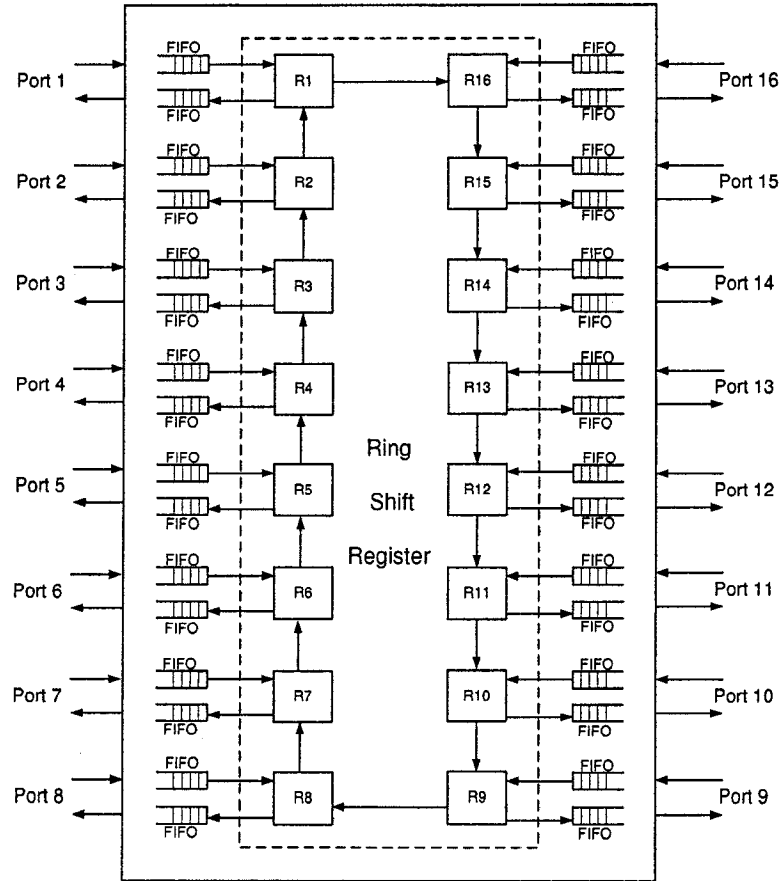 FIFO FIFO
Port 1 R1 R16 Port 16
FIFO FIFO
FIFO FIFO
Port 2 R2 R15 Port 15
FIFO FIFO
FIFO FIFO
Port 3 R3 R14 Port 14
FIFO FIFO
FIFO FIFO
Port 4 R4 R13 Port 13
FIFO FIFO
Ring
FIFO FIFO
Port 5 R5 Shift R12 Port 12
FIFO FIFO
Register
FIFO FIFO
Port 6 R6 R11 Port 11
FIFO FIFO
FIFO FIFO
Port 7 R7 R10 Port 10
FIFO FIFO
FIFO FIFO
Port 8 R8 R9 Port 9
FIFO FIFO